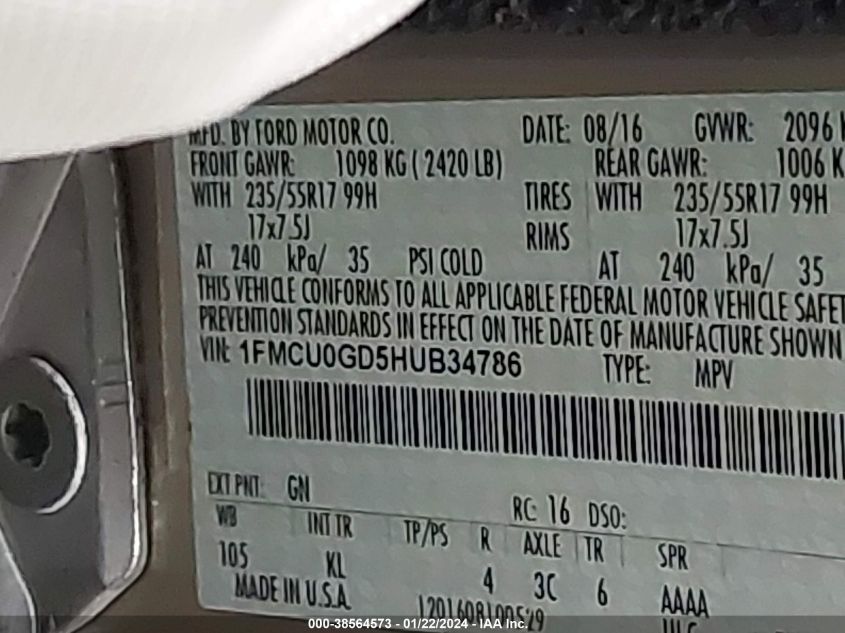 MFD. BY FORD MOTOR CO. DATE: 08/16 GVWR: 2096 K
FRONT GAWR: 1098 KG ( 2420 LB) REAR GAWR: 1006 K
WITH 235/55R17 99H TIRES WITH 235/55R17 99H
17x7.5J RIMS 17x7.5J
AT 240 kPa/ 35 PSI COLD AT 240 kPa/ 35
THIS VEHICLE CONFORMS TO ALL APPLICABLE FEDERAL MOTOR VEHICLE SAFET
PREVENTION STANDARDS IN EFFECT ON THE DATE OF MANUFACTURE SHOWN
VIN: 1FMCU0GD5HUB34786 TYPE: MPV
EXT PNT: GN RC: 16 DSO:
WB INT TR TP/PS R AXLE TR SPR
105 KL 4 3C 6 AAAA
MADE IN U.S.A.
000-38564573 - 01/22/2024 - IAA Inc.